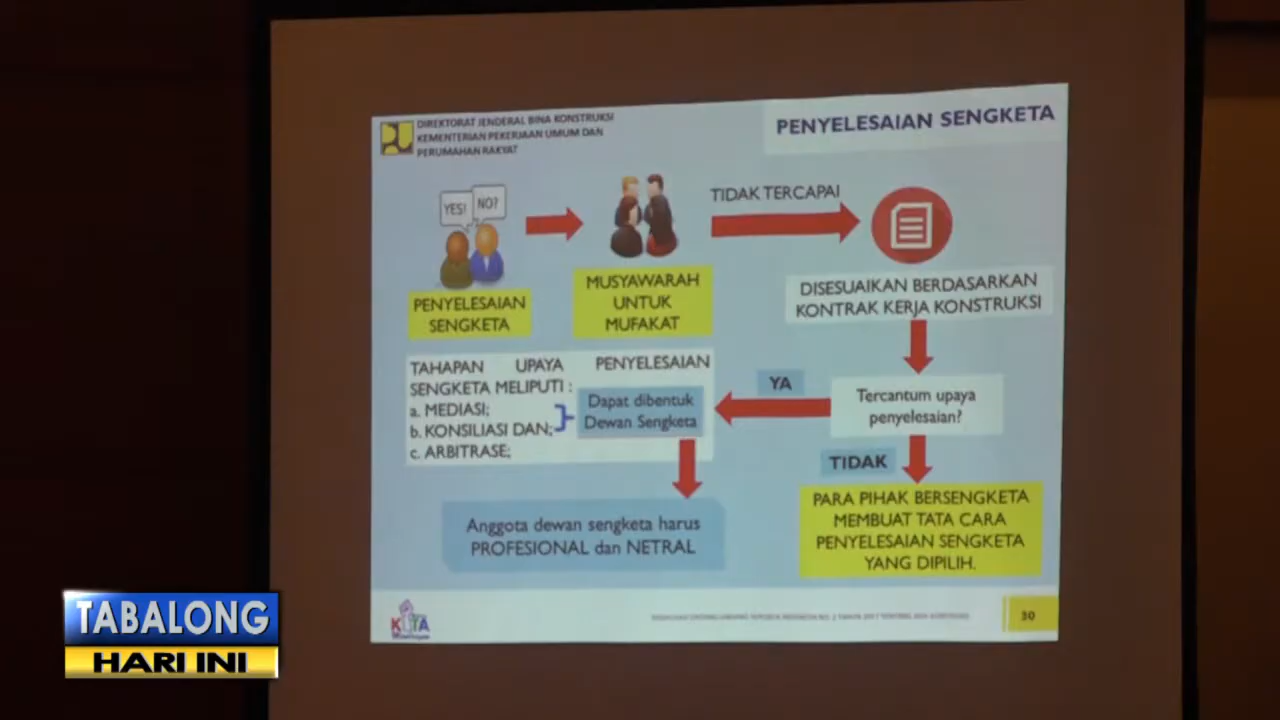 DIREKTORAT JENDERAL BINA KONSTRUKSI
KEMENTERIAN PEKERJAAN UMUM DAN
PERUMAHAN RAKYAT
PENYELESAIAN SENGKETA
YES!
NO?
TIDAK TERCAPAI
PENYELESAIAN
SENGKETA
MUSYAWARAH
UNTUK
MUFAKAT
DISESUAIKAN BERDASARKAN
KONTRAK KERJA KONSTRUKSI
TAHAPAN UPAYA PENYELESAIAN
SENGKETA MELIPUTI :
a. MEDIASI;
b. KONSILIASI DAN;
c. ARBITRASE;
Dapat dibentuk
Dewan Sengketa
YA
Tercantum upaya
penyelesaian?
TIDAK
Anggota dewan sengketa harus
PROFESIONAL dan NETRAL
PARA PIHAK BERSENGKETA
MEMBUAT TATA CARA
PENYELESAIAN SENGKETA
YANG DIPILIH.
30
TABALONG
HARI INI